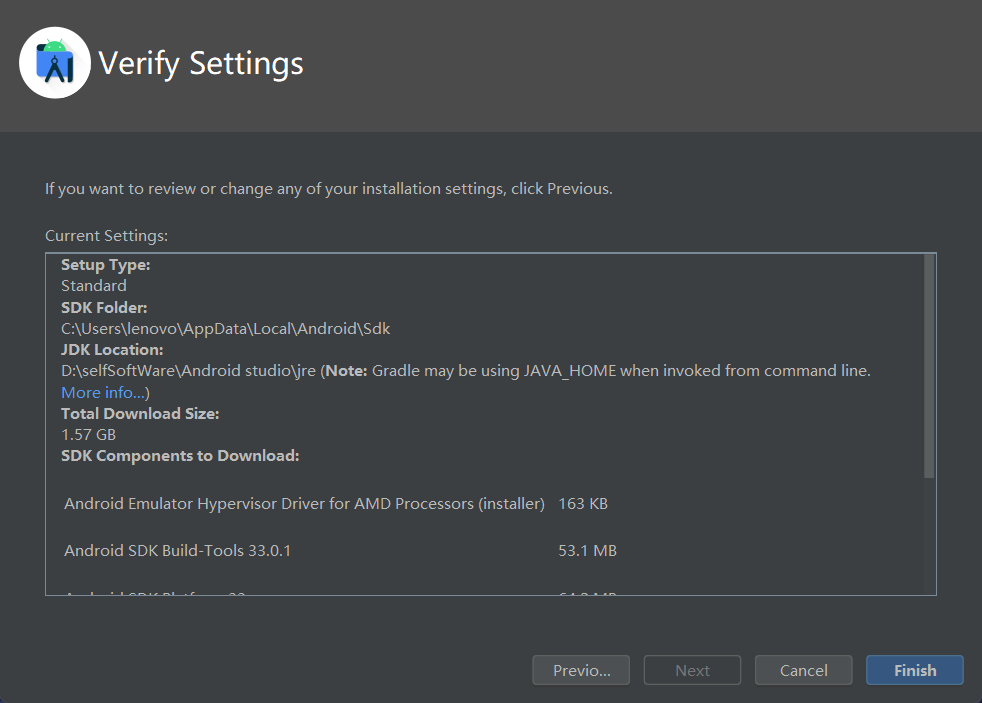 Verify Settings
If you want to review or change any of your installation settings, click Previous.
Current Settings:
Setup Type:
Standard
SDK Folder:
C:\Users\lenovo\AppData\Local\Android\Sdk
JDK Location:
D:\selfSoftWare\Android studio\jre (Note: Gradle may be using JAVA_HOME when invoked from command line.
More info...)
Total Download Size:
1.57 GB
SDK Components to Download:
Android Emulator Hypervisor Driver for AMD Processors (installer) 163 KB
Android SDK Build-Tools 33.0.1 53.1 MB
Previo... Next Cancel Finish